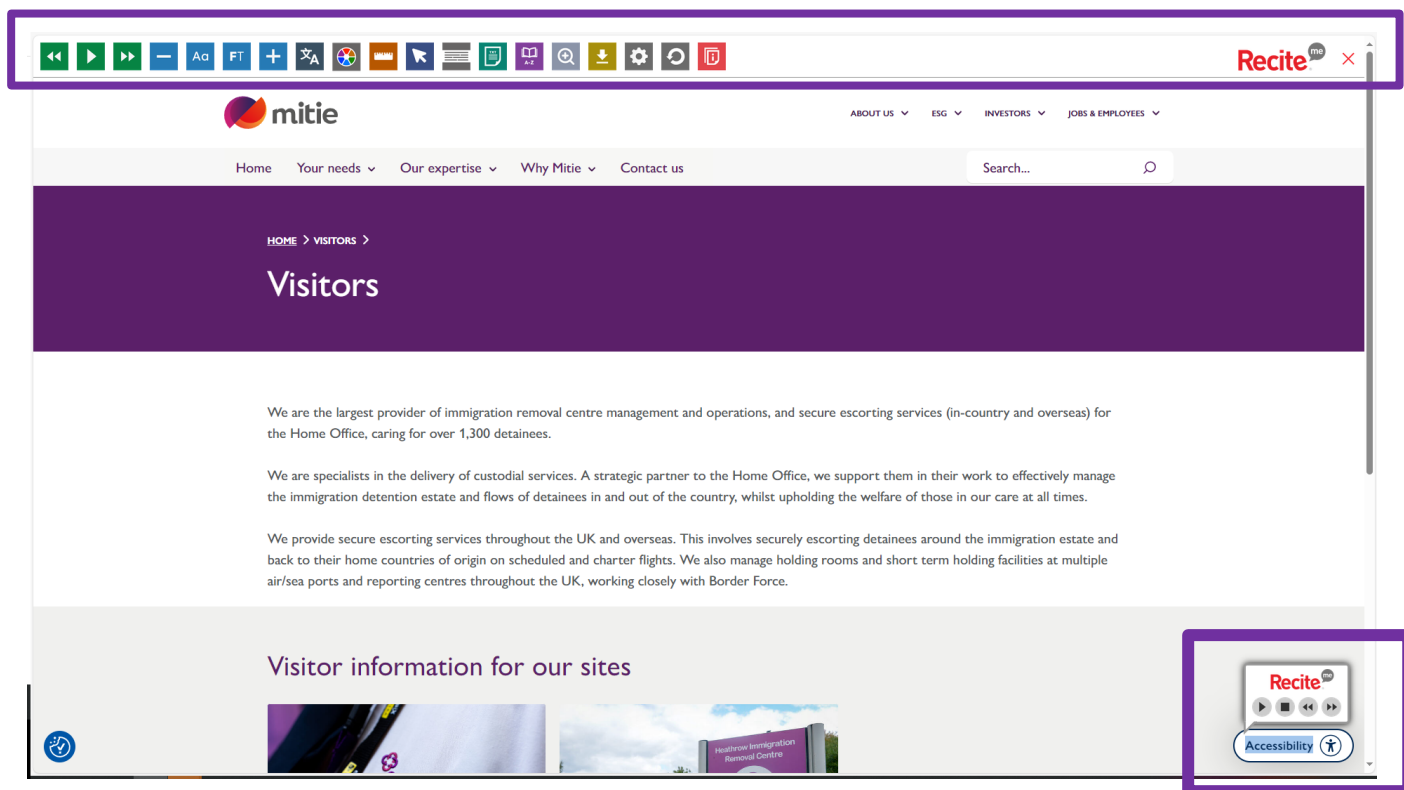 Aa
FT
A-Z
Recite me
mitie
ABOUT US
ESG
INVESTORS
JOBS & EMPLOYEES
Home
Your needs
Our expertise
Why Mitie
Contact us
Search...
HOME > VISITORS >
Visitors
We are the largest provider of immigration removal centre management and operations, and secure escorting services (in-country and overseas) for
the Home Office, caring for over 1,300 detainees.
We are specialists in the delivery of custodial services. A strategic partner to the Home Office, we support them in their work to effectively manage
the immigration detention estate and flows of detainees in and out of the country, whilst upholding the welfare of those in our care at all times.
We provide secure escorting services throughout the UK and overseas. This involves securely escorting detainees around the immigration estate and
back to their home countries of origin on scheduled and charter flights. We also manage holding rooms and short term holding facilities at multiple
air/sea ports and reporting centres throughout the UK, working closely with Border Force.
Visitor information for our sites
Heathrow Immigration
Removal Centre
Recite me
Accessibility